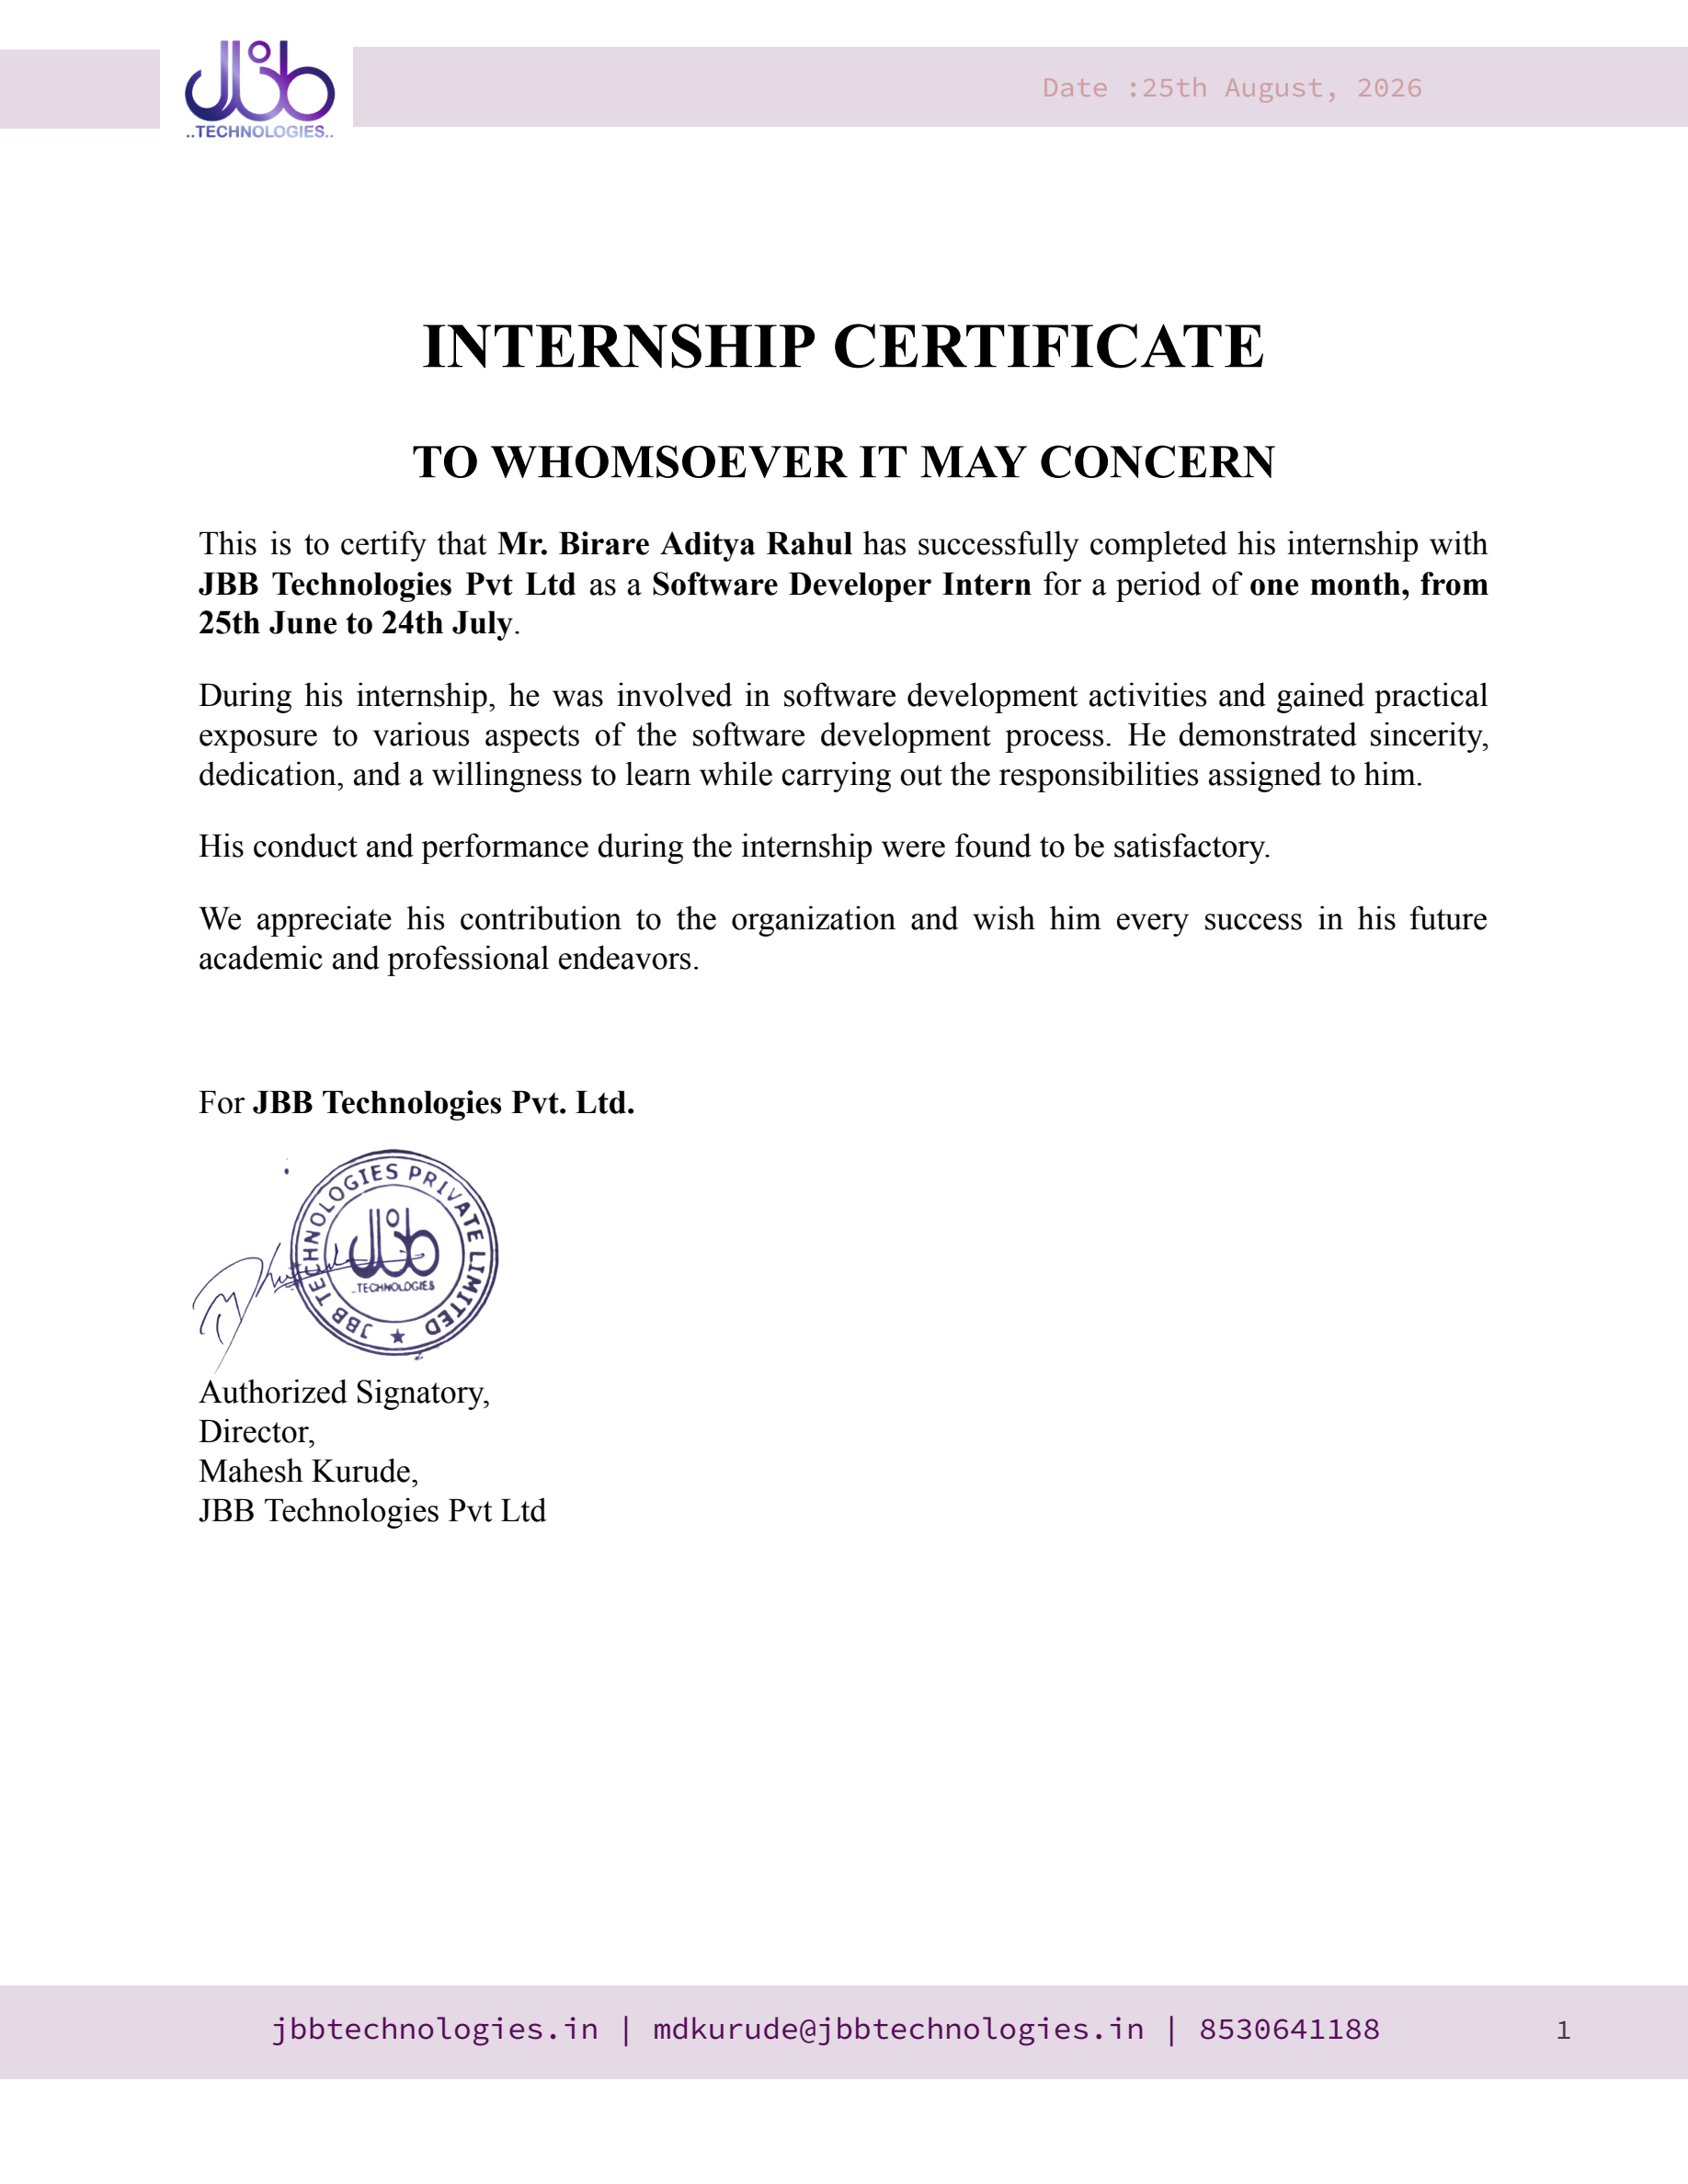 JBB
..TECHNOLOGIES..
Date :25th August, 2026
INTERNSHIP CERTIFICATE
TO WHOMSOEVER IT MAY CONCERN
This is to certify that Mr. Birare Aditya Rahul has successfully completed his internship with
JBB Technologies Pvt Ltd as a Software Developer Intern for a period of one month, from
25th June to 24th July.
During his internship, he was involved in software development activities and gained practical
exposure to various aspects of the software development process. He demonstrated sincerity,
dedication, and a willingness to learn while carrying out the responsibilities assigned to him.
His conduct and performance during the internship were found to be satisfactory.
We appreciate his contribution to the organization and wish him every success in his future
academic and professional endeavors.
For JBB Technologies Pvt. Ltd.
JBB TECHNOLOGIES PRIVATE LIMITED
JBB
..TECHNOLOGIES
Authorized Signatory,
Director,
Mahesh Kurude,
JBB Technologies Pvt Ltd
jbbtechnologies.in | mdkurude@jbbtechnologies.in | 8530641188 1